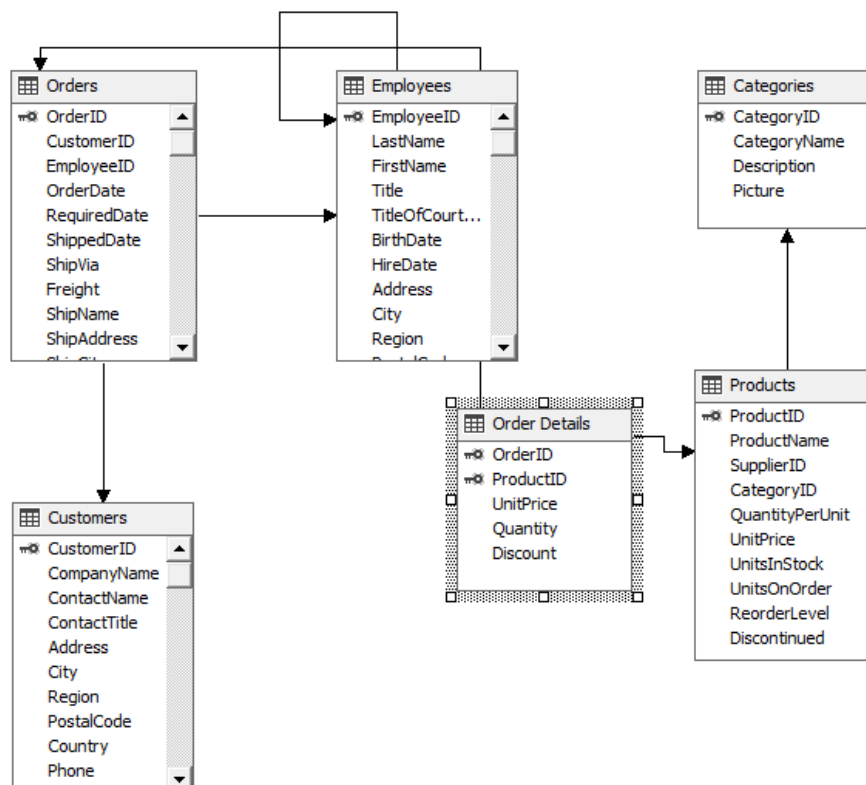 Orders
OrderID
CustomerID
EmployeeID
OrderDate
RequiredDate
ShippedDate
ShipVia
Freight
ShipName
ShipAddress
Employees
EmployeeID
LastName
FirstName
Title
TitleOfCourt...
BirthDate
HireDate
Address
City
Region
Categories
CategoryID
CategoryName
Description
Picture
Customers
CustomerID
CompanyName
ContactName
ContactTitle
Address
City
Region
PostalCode
Country
Phone
Order Details
OrderID
ProductID
UnitPrice
Quantity
Discount
Products
ProductID
ProductName
SupplierID
CategoryID
QuantityPerUnit
UnitPrice
UnitsInStock
UnitsOnOrder
ReorderLevel
Discontinued